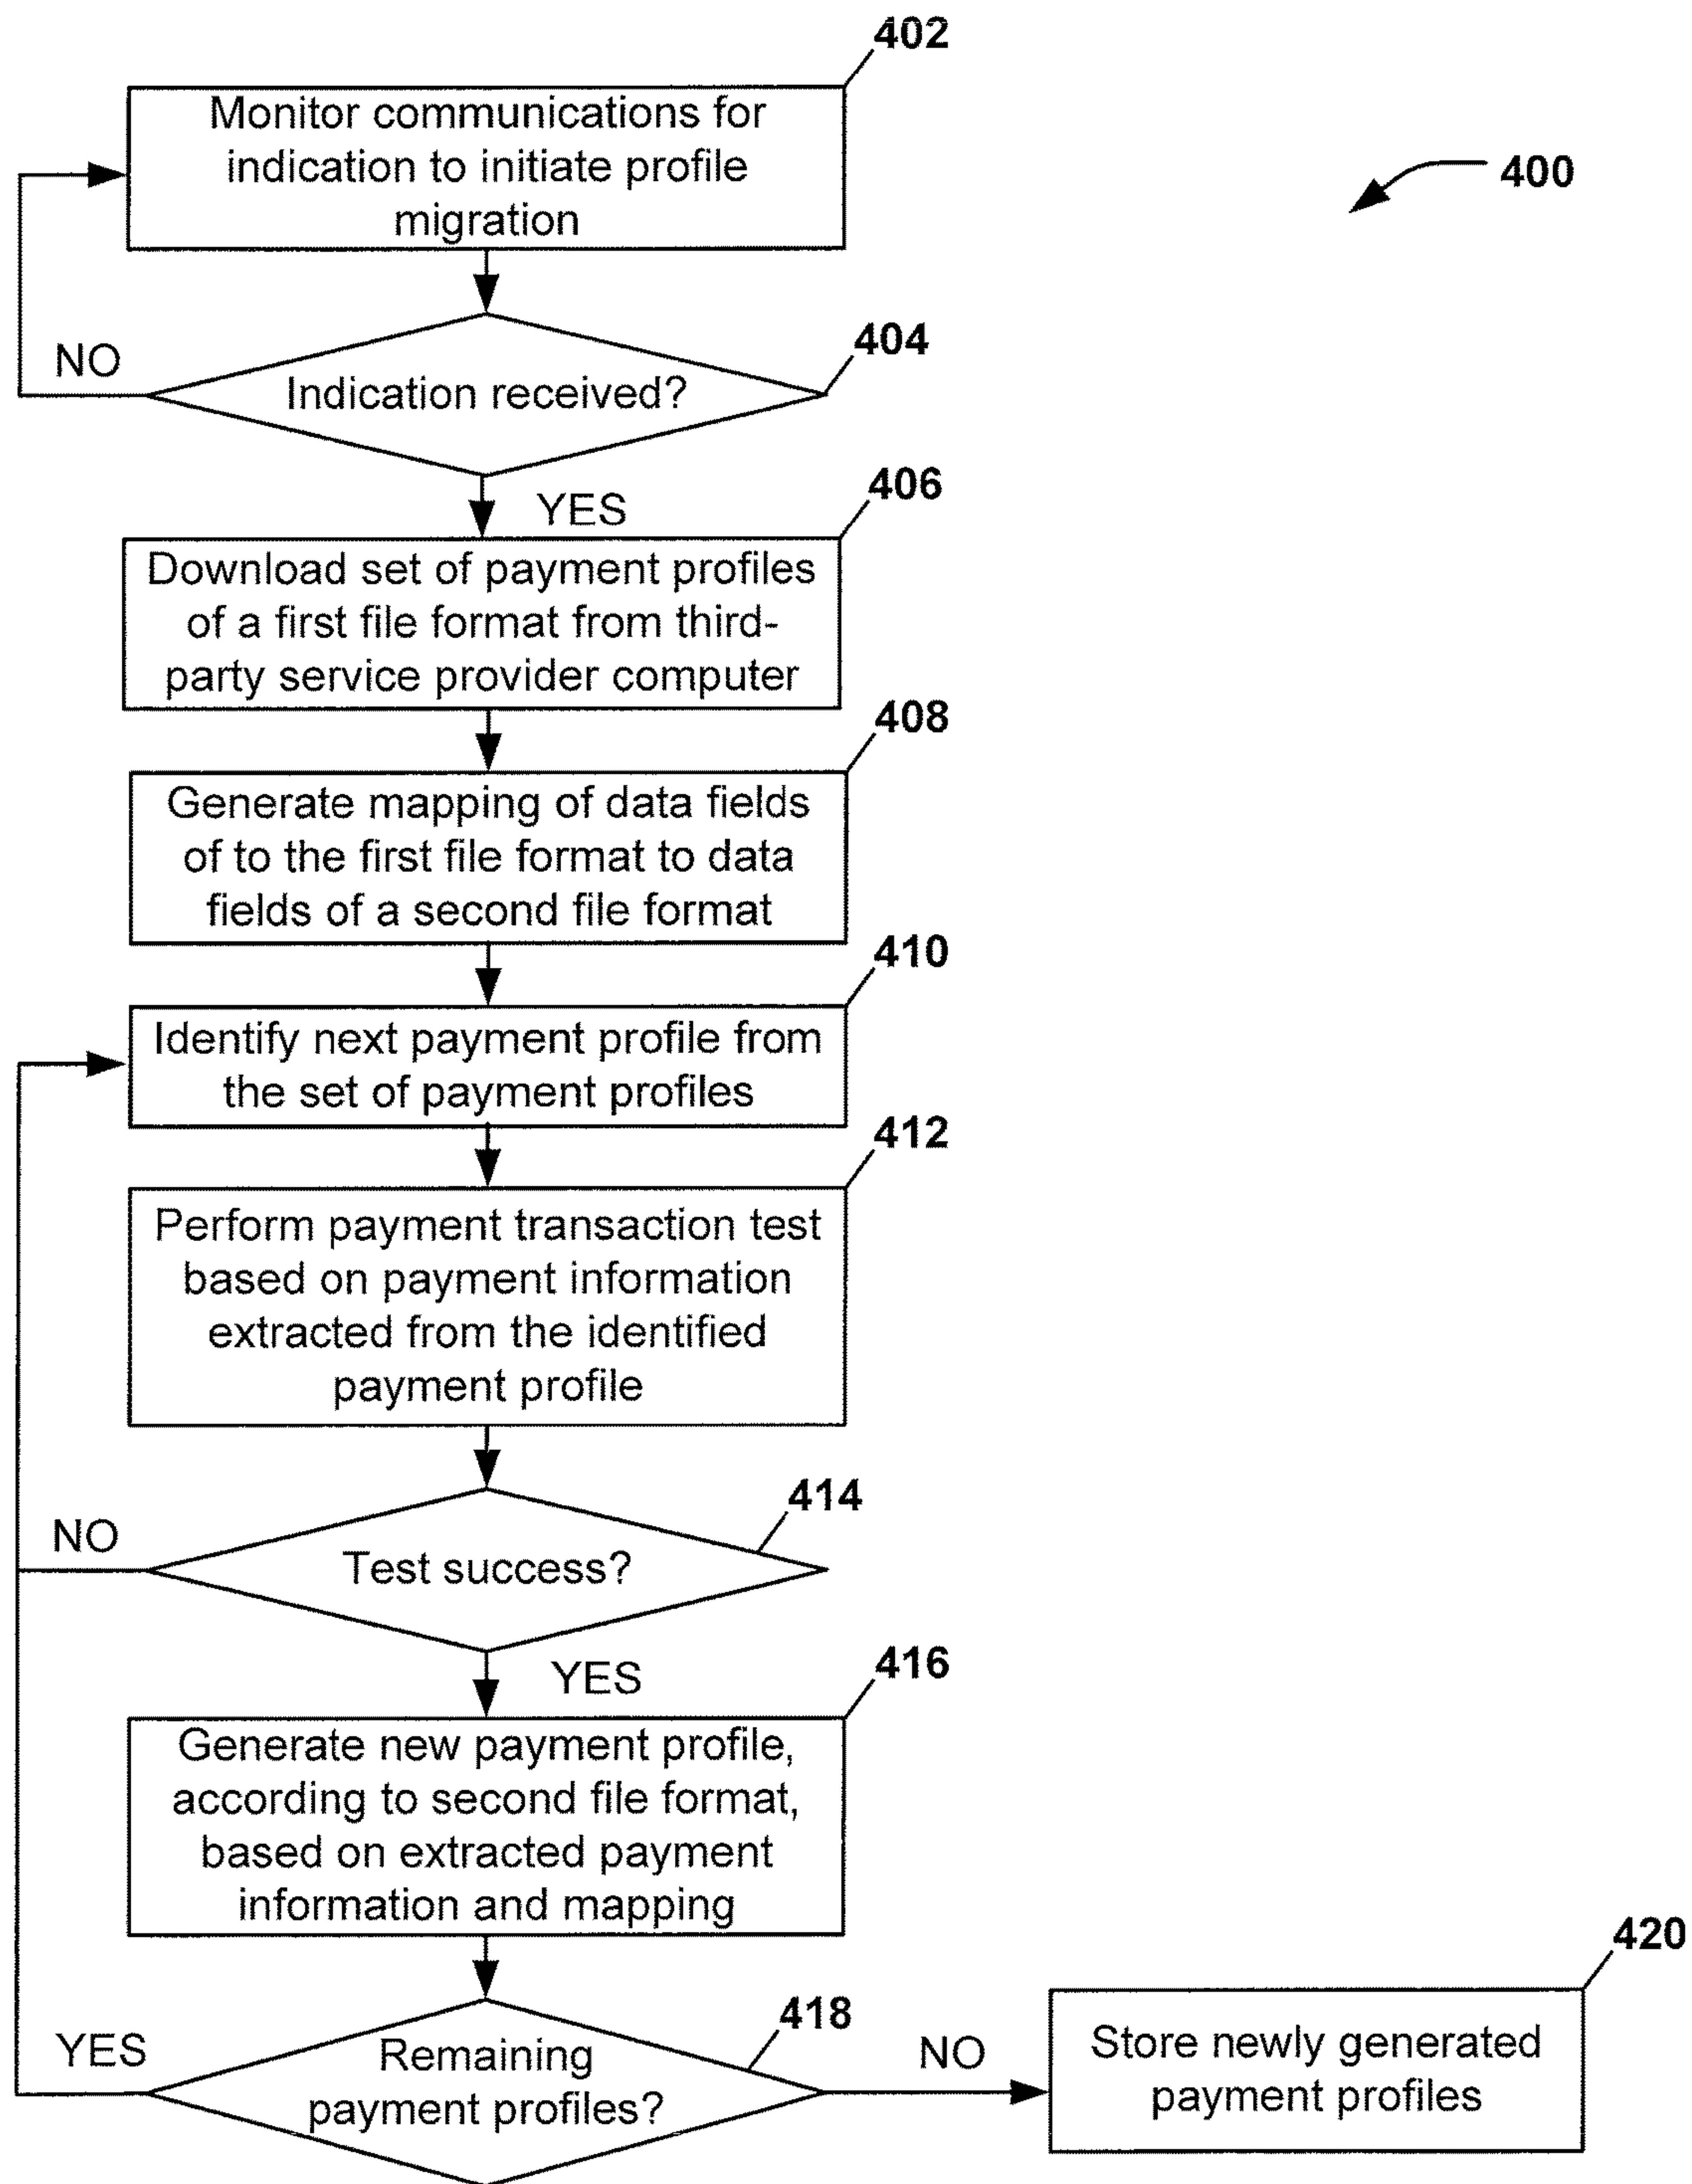 402
Monitor communications for
indication to initiate profile
migration
400
404
NO
Indication received?
406
YES
Download set of payment profiles
of a first file format from third-
party service provider computer
408
Generate mapping of data fields
of to the first file format to data
fields of a second file format
410
Identify next payment profile from
the set of payment profiles
412
Perform payment transaction test
based on payment information
extracted from the identified
payment profile
414
NO
Test success?
416
YES
Generate new payment profile,
according to second file format,
based on extracted payment
information and mapping
418
YES
Remaining
payment profiles?
NO
420
Store newly generated
payment profiles